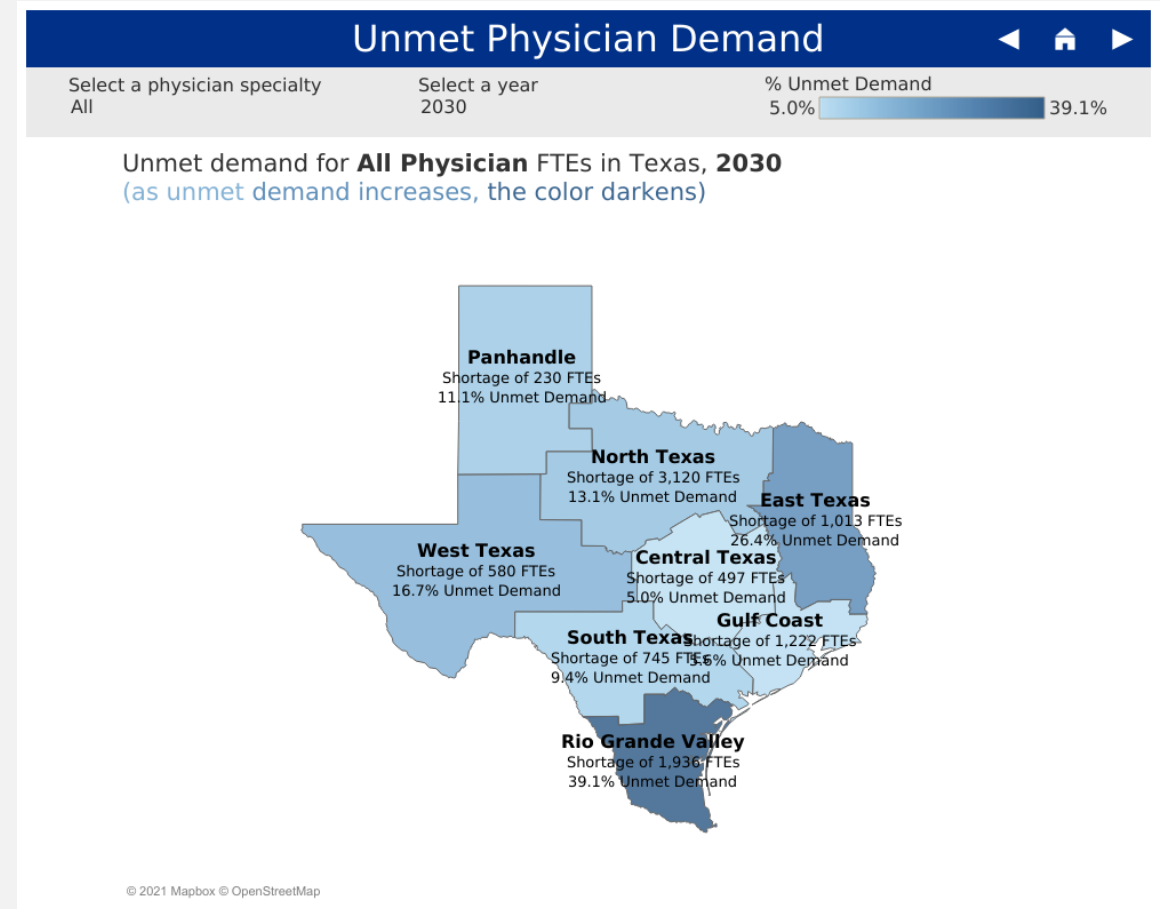 Unmet Physician Demand
Select a physician specialty
All
Select a year
2030
% Unmet Demand
5.0% 39.1%
Unmet demand for All Physician FTEs in Texas, 2030
(as unmet demand increases, the color darkens)
Panhandle
Shortage of 230 FTEs
11.1% Unmet Demand
North Texas
Shortage of 3,120 FTEs
13.1% Unmet Demand
East Texas
Shortage of 1,013 FTEs
26.4% Unmet Demand
West Texas
Shortage of 580 FTEs
16.7% Unmet Demand
Central Texas
Shortage of 497 FTEs
5.0% Unmet Demand
Gulf Coast
Shortage of 1,222 FTEs
5.6% Unmet Demand
South Texas
Shortage of 745 FTEs
9.4% Unmet Demand
Rio Grande Valley
Shortage of 1,936 FTEs
39.1% Unmet Demand
© 2021 Mapbox © OpenStreetMap